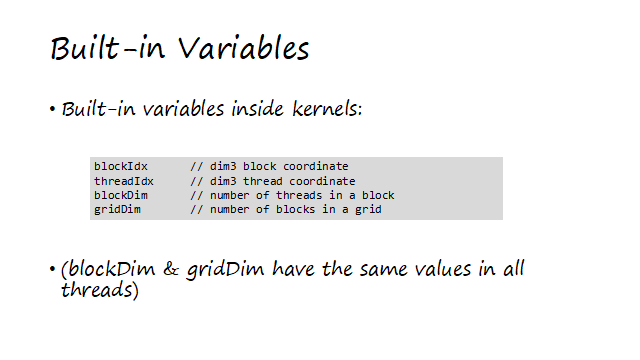 Built-in Variables
• Built-in variables inside kernels:
blockIdx // dim3 block coordinate
threadIdx // dim3 thread coordinate
blockDim // number of threads in a block
gridDim // number of blocks in a grid
• (blockDim & gridDim have the same values in all
threads)